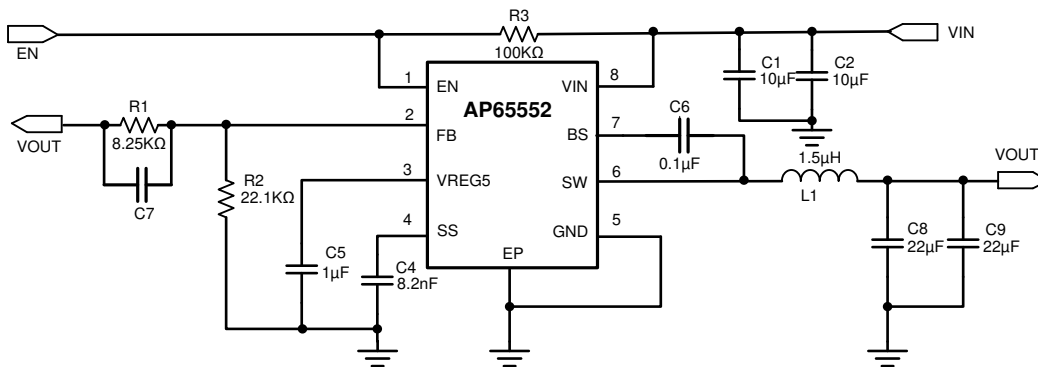 R3
EN
100KΩ
VIN
C1
10µF
C2
10µF
1
EN
VIN
8
AP65552
R1
VOUT
8.25KΩ
2
FB
BS
7
C6
0.1µF
C7
R2
22.1KΩ
3
VREG5
SW
6
1.5µH
L1
VOUT
4
SS
GND
5
C5
1µF
C4
8.2nF
EP
C8
22µF
C9
22µF